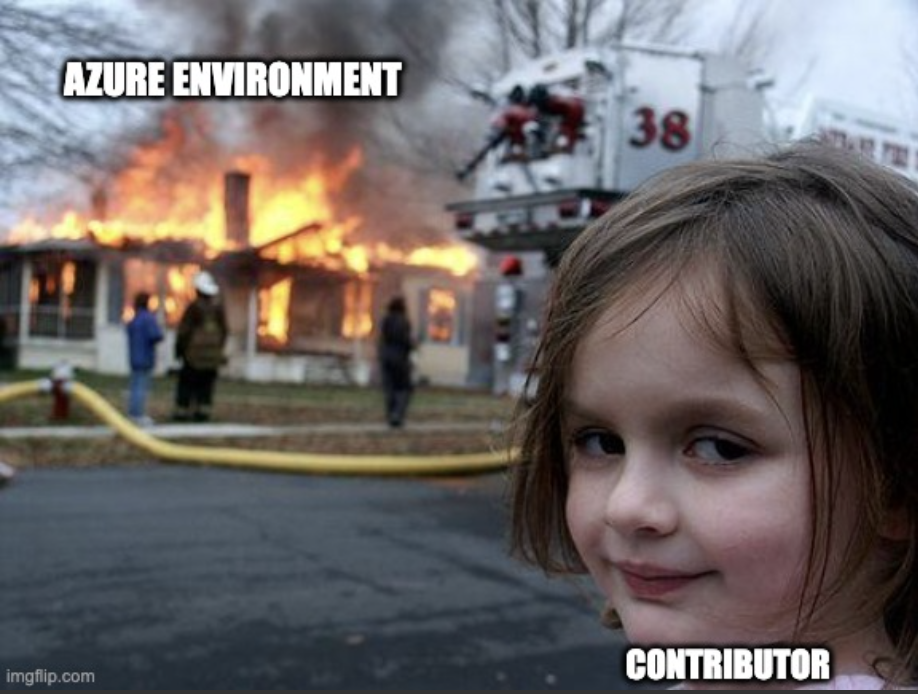 AZURE ENVIRONMENT
38
CONTRIBUTOR
imgflip.com